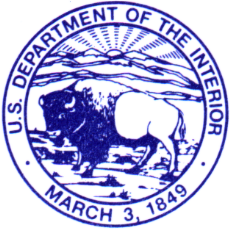 U.S. DEPARTMENT OF THE INTERIOR
MARCH 3, 1849